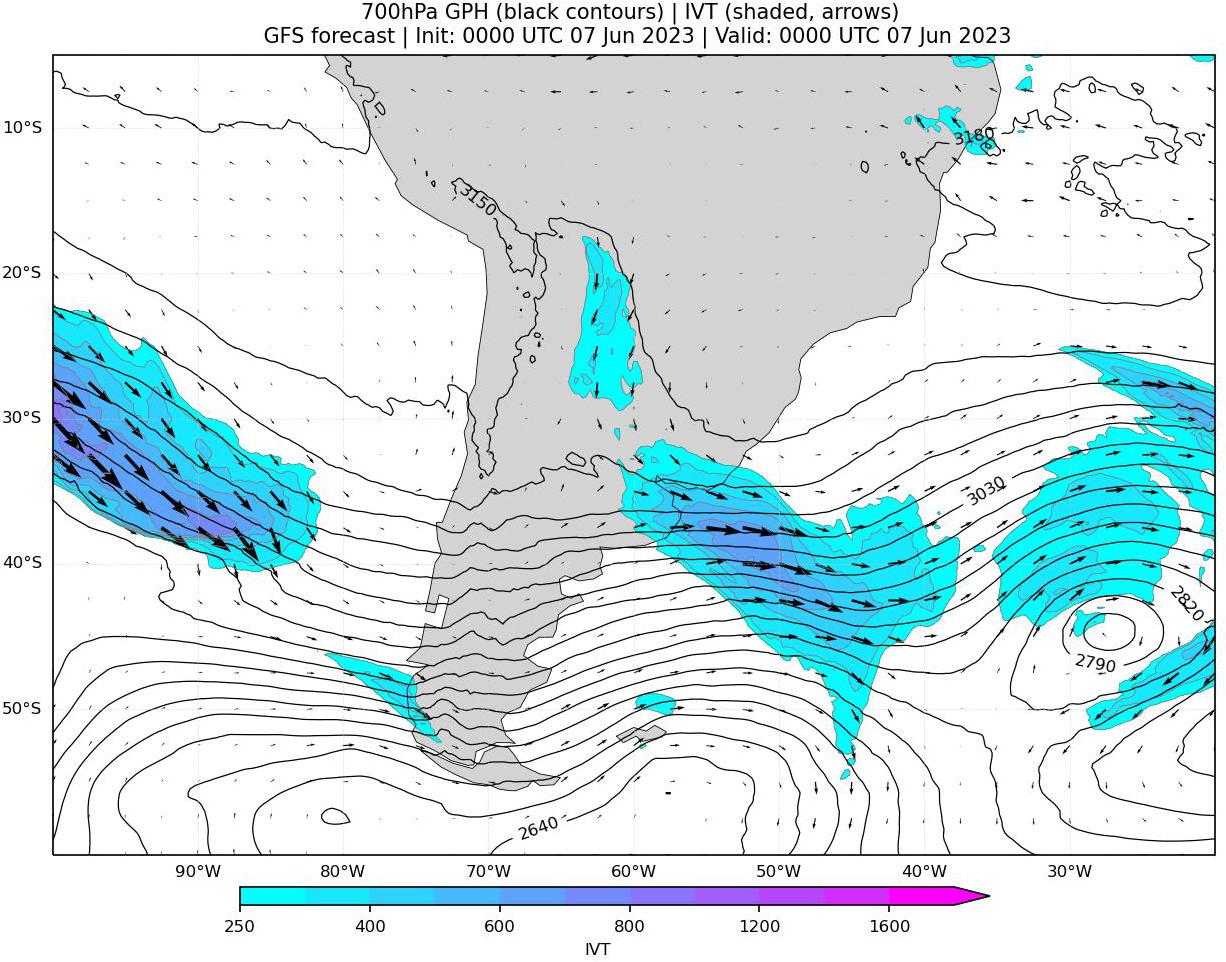 700hPa GPH (black contours) | IVT (shaded, arrows)
GFS forecast | Init: 0000 UTC 07 Jun 2023 | Valid: 0000 UTC 07 Jun 2023
10°S
3180
3150
20°S
30°S
3030
40°S
2820
2790
50°S
2640
90°W 80°W 70°W 60°W 50°W 40°W 30°W
250 400 600 800 1200 1600
IVT